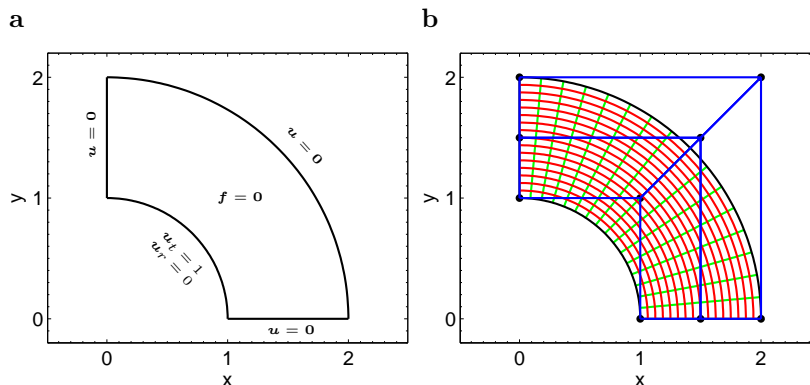 a
b
2
1
0
y
u = 0
u = 0
f = 0
u_t = 1
u_r = 0
u = 0
0
1
2
x
2
1
0
y
0
1
2
x